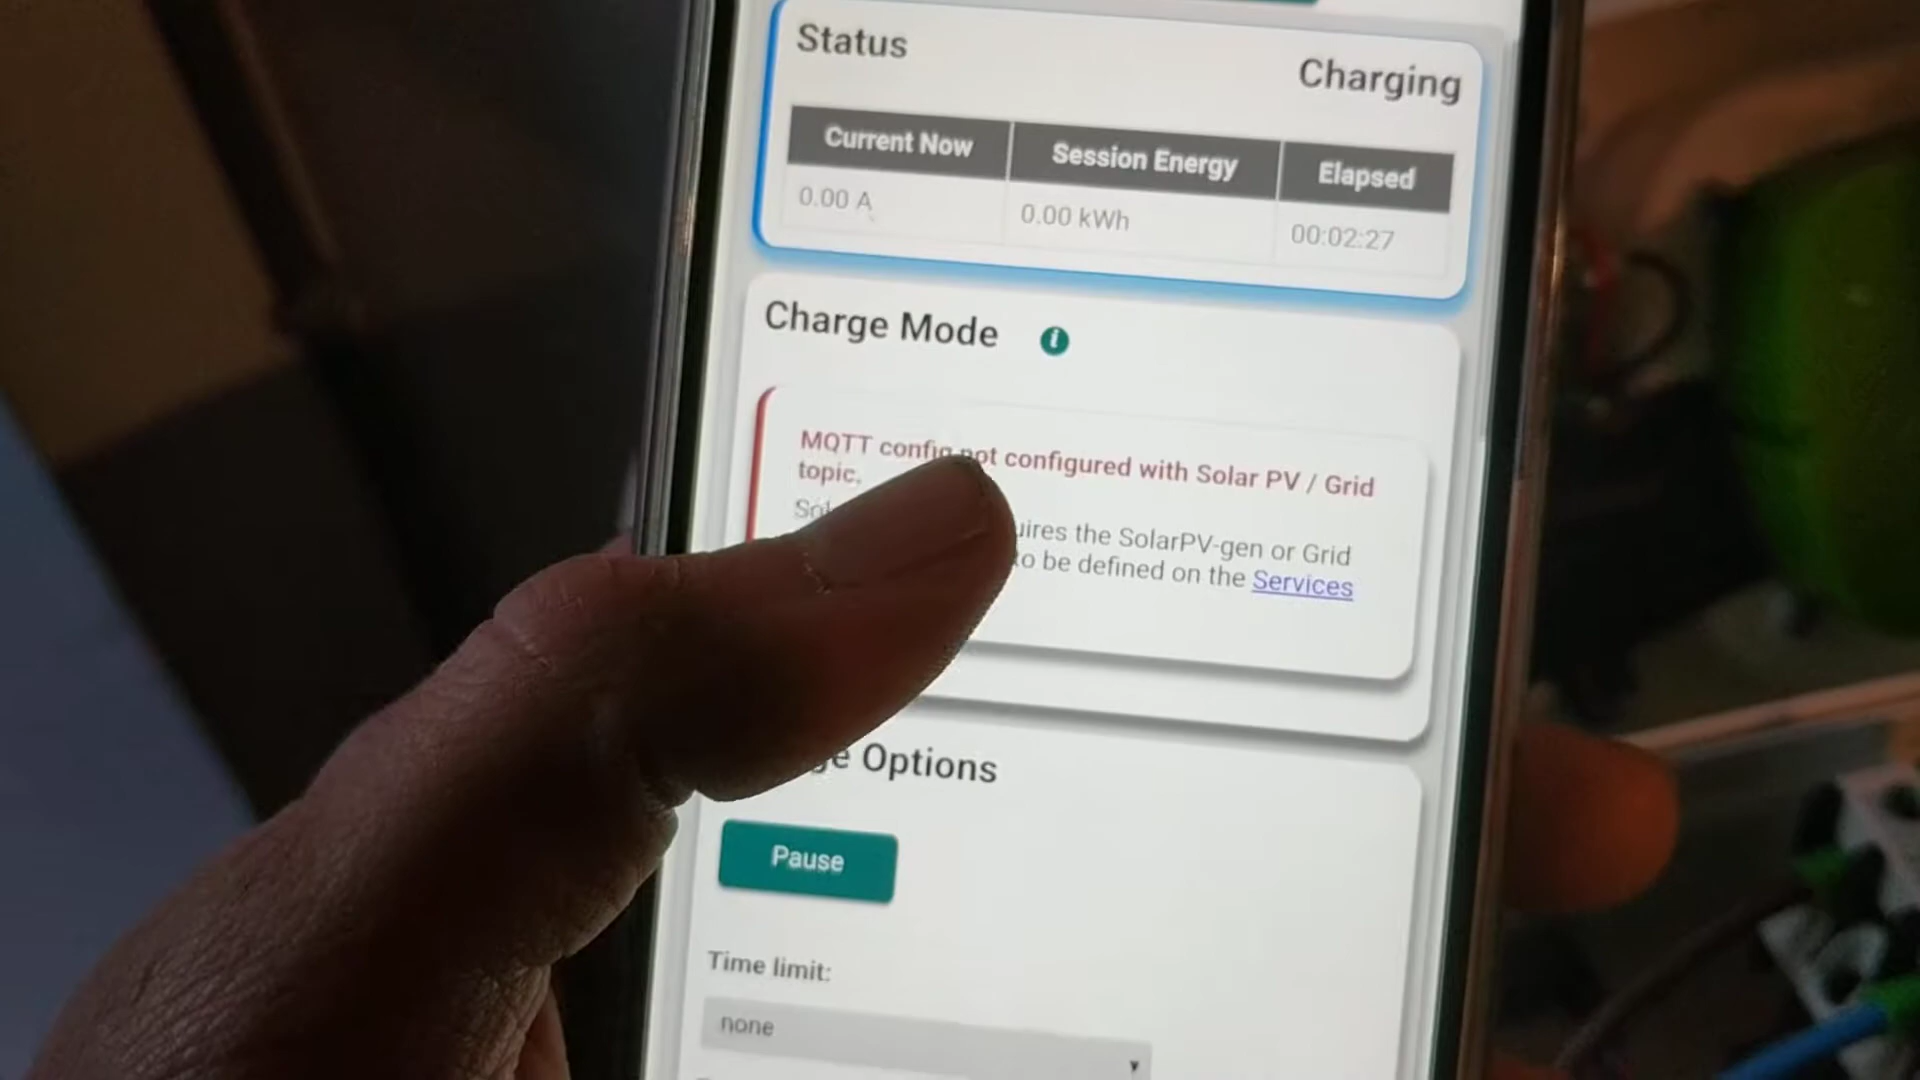 Status
Charging
Current Now Session Energy Elapsed
0.00 A 0.00 kWh 00:02:27
Charge Mode
i
MQTT config not configured with Solar PV / Grid
topic.
the SolarPV-gen or Grid
to be defined on the Services
Options
Pause
Time limit:
none